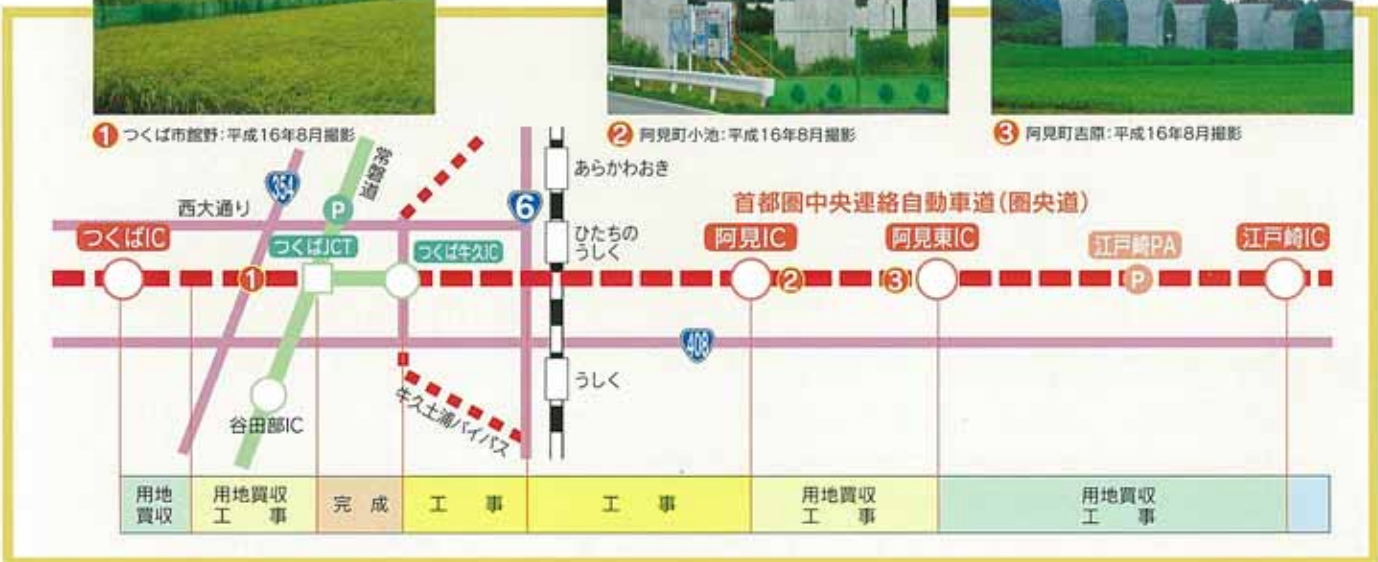 ① つくば市館野:平成16年8月撮影
② 阿見町小池:平成16年8月撮影
③ 阿見町吉原:平成16年8月撮影
常磐道
354
西大通り
P
6
あらかわおき
首都圏中央連絡自動車道(圏央道)
つくばIC
つくばJCT
つくば牛久IC
ひたちの
うしく
阿見IC
阿見東IC
江戸崎PA
江戸崎IC
①
②
③
P
408
うしく
牛久土浦バイパス
谷田部IC
用地
買収
用地買収
工 事
完 成
工 事
工 事
用地買収
工 事
用地買収
工 事